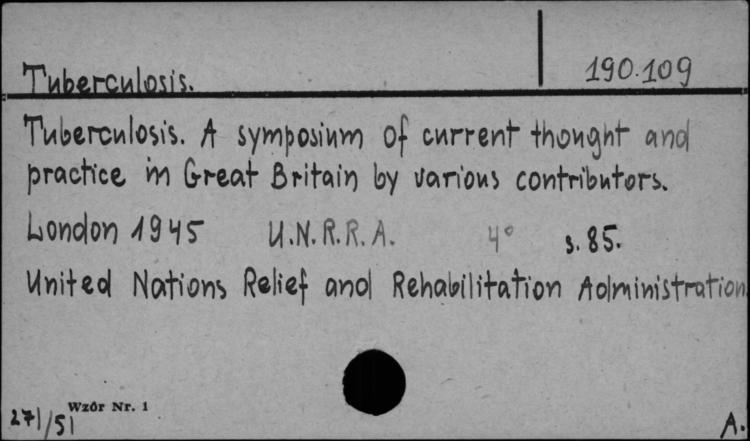 Tuberculosis. 190.109
Tuberculosis. A symposium of current thought and
practice in Great Britain by various contributors.
London 1945 U.N.R.R.A. 4° s. 85.
United Nations Relief and Rehabilitation Administration
Wzór Nr. 1
271/51 A.